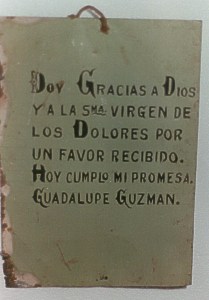 Doy Gracias a Dios
Y A LA SMA VIRGEN DE
LOS DOLORES POR
UN FAVOR RECIBIDO.
HOY CUMPLO MI PROMESA.
GUADALUPE GUZMAN.